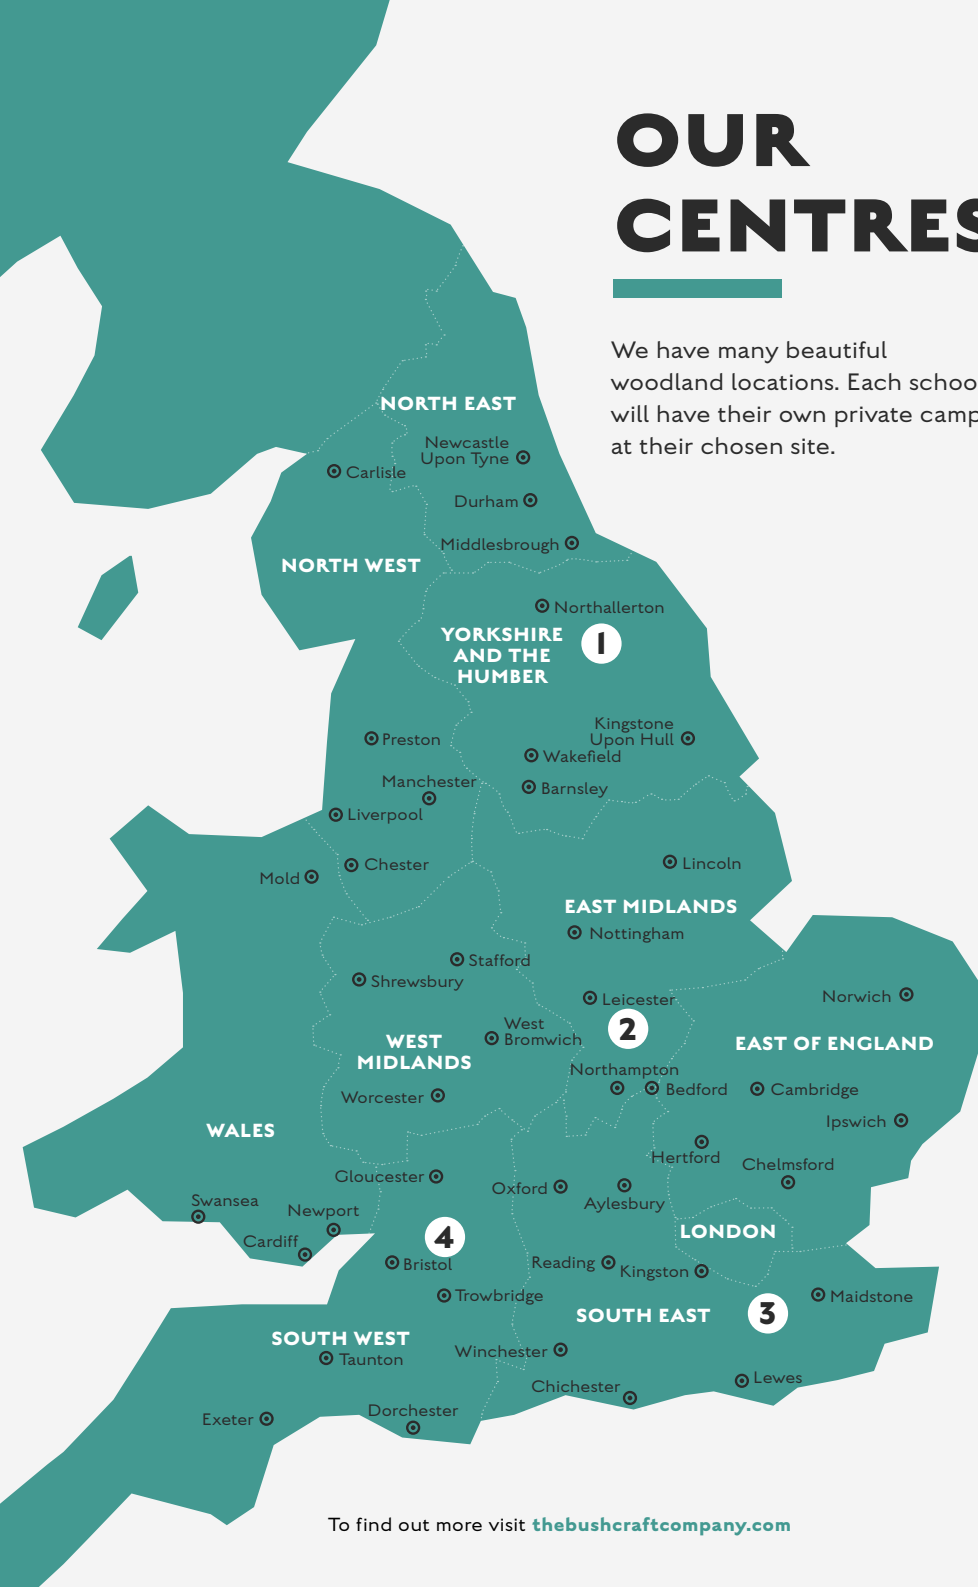 OUR
CENTRES
We have many beautiful
woodland locations. Each schoo
will have their own private camp
at their chosen site.
NORTH EAST
Newcastle
Upon Tyne
Carlisle
Durham
Middlesbrough
NORTH WEST
Northallerton
YORKSHIRE
AND THE
HUMBER
1
Kingstone
Upon Hull
Preston
Wakefield
Manchester
Barnsley
Liverpool
Lincoln
Chester
Mold
EAST MIDLANDS
Nottingham
Stafford
Shrewsbury
Leicester
Norwich
West
Bromwich
2
WEST
MIDLANDS
EAST OF ENGLAND
Northampton
Bedford
Cambridge
Worcester
Ipswich
WALES
Hertford
Chelmsford
Gloucester
Oxford
Aylesbury
Swansea
Newport
LONDON
Cardiff
4
Bristol
Reading
Kingston
Trowbridge
Maidstone
SOUTH EAST
3
SOUTH WEST
Taunton
Winchester
Lewes
Chichester
Dorchester
Exeter
To find out more visit thebushcraftcompany.com